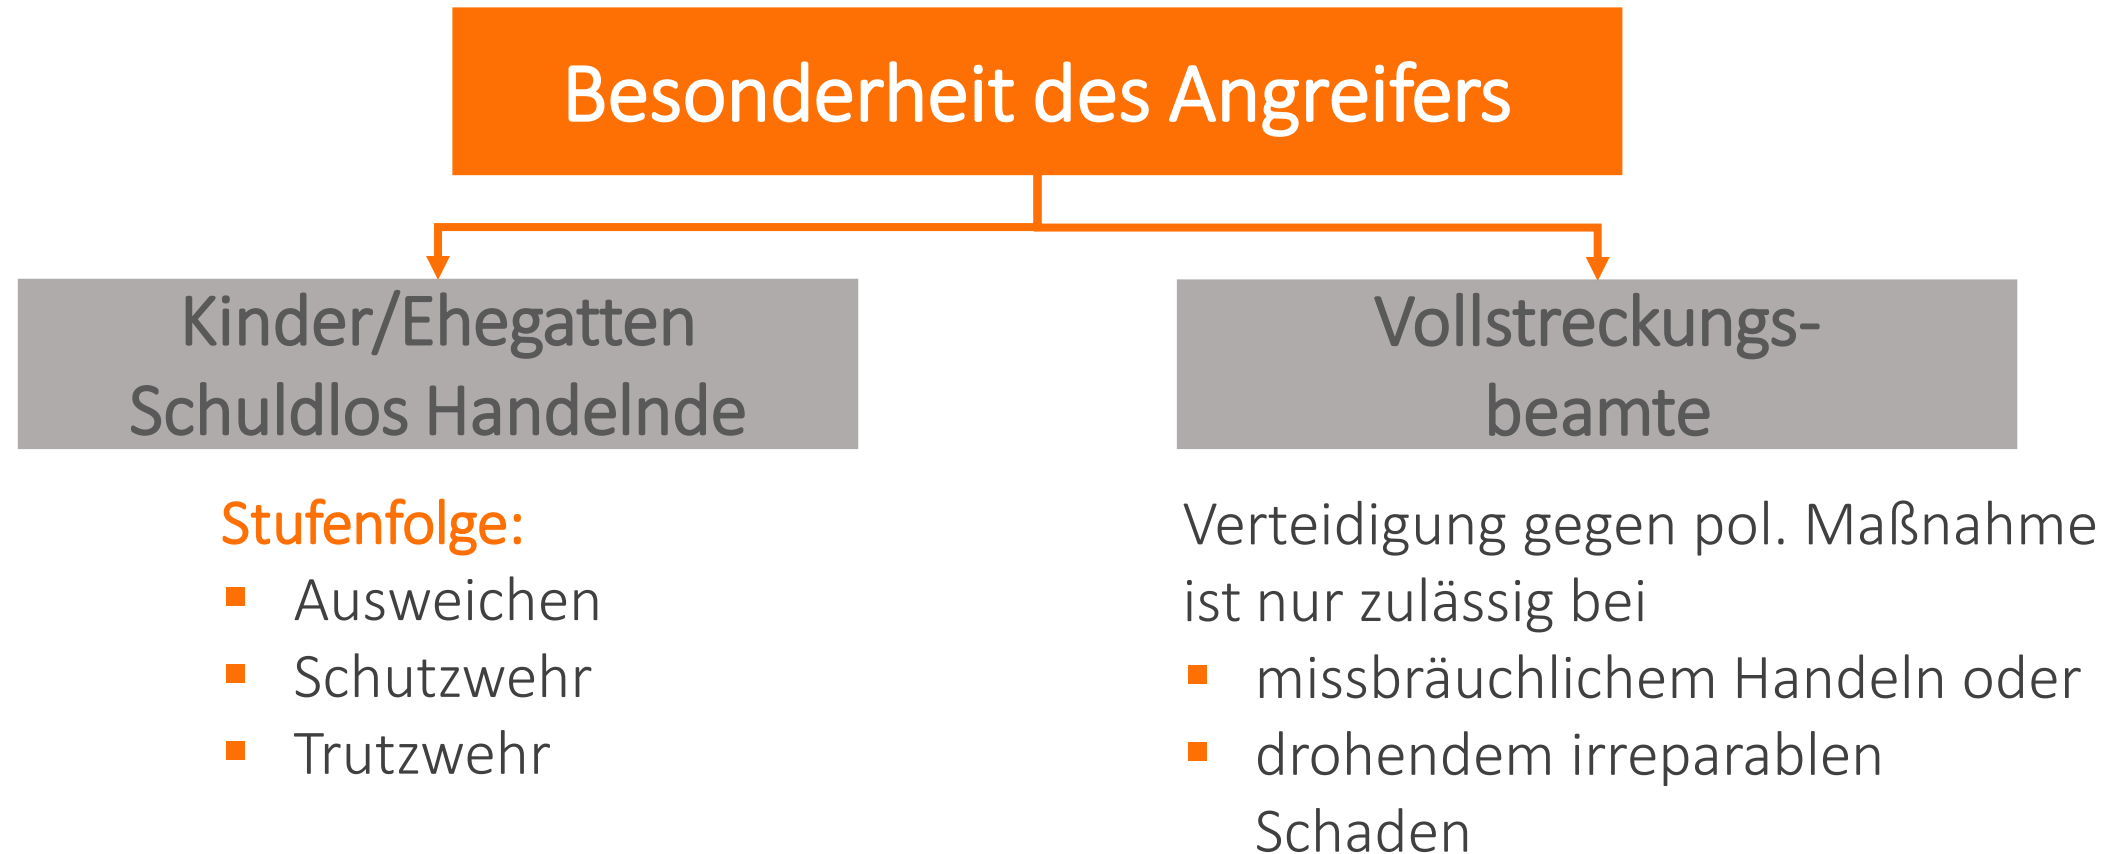 Besonderheit des Angreifers
Kinder/Ehegatten
Schuldlos Handelnde
Stufenfolge:
Ausweichen
Schutzwehr
Trutzwehr
Vollstreckungs-
beamte
Verteidigung gegen pol. Maßnahme
ist nur zulässig bei
missbräuchlichem Handeln oder
drohendem irreparablen
Schaden